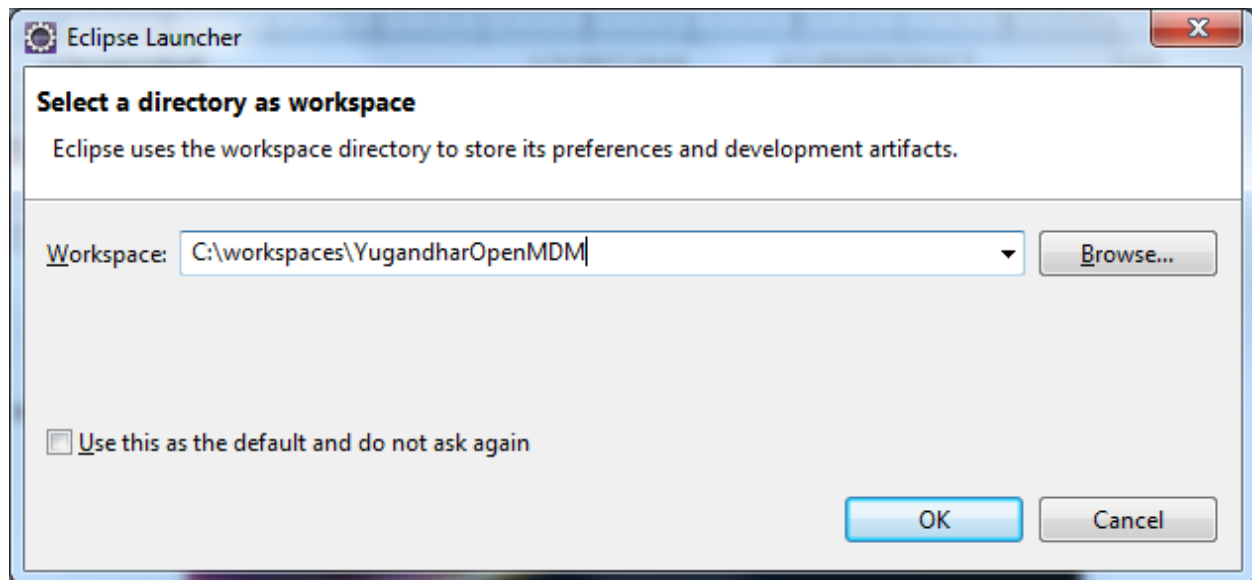 Eclipse Launcher
Select a directory as workspace
Eclipse uses the workspace directory to store its preferences and development artifacts.
Workspace: C:\workspaces\YugandharOpenMDM Browse...
Use this as the default and do not ask again
OK Cancel